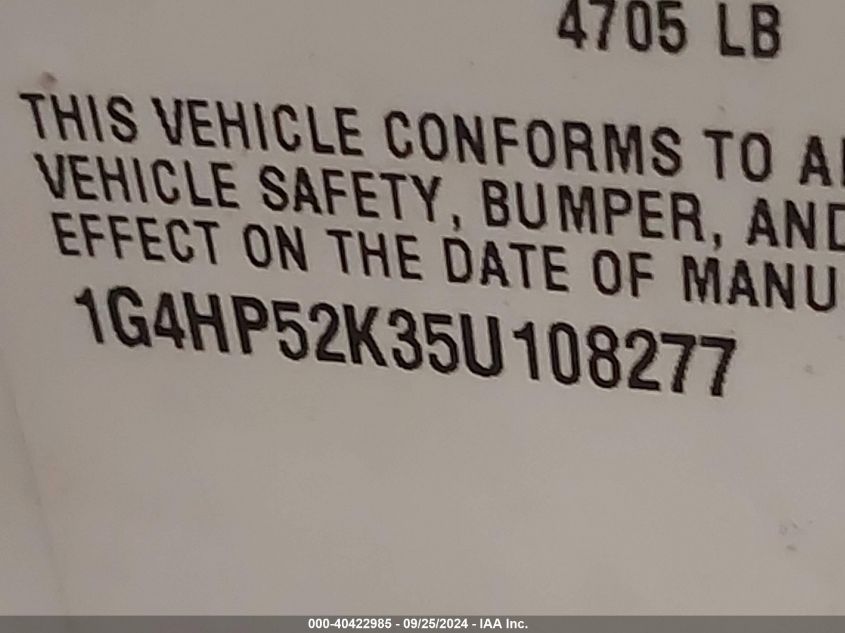 4705 LB
THIS VEHICLE CONFORMS TO
VEHICLE SAFETY, BUMPER, AND
EFFECT ON THE DATE OF MANU
1G4HP52K35U108277
000-40422985 - 09/25/2024 - IAA Inc.